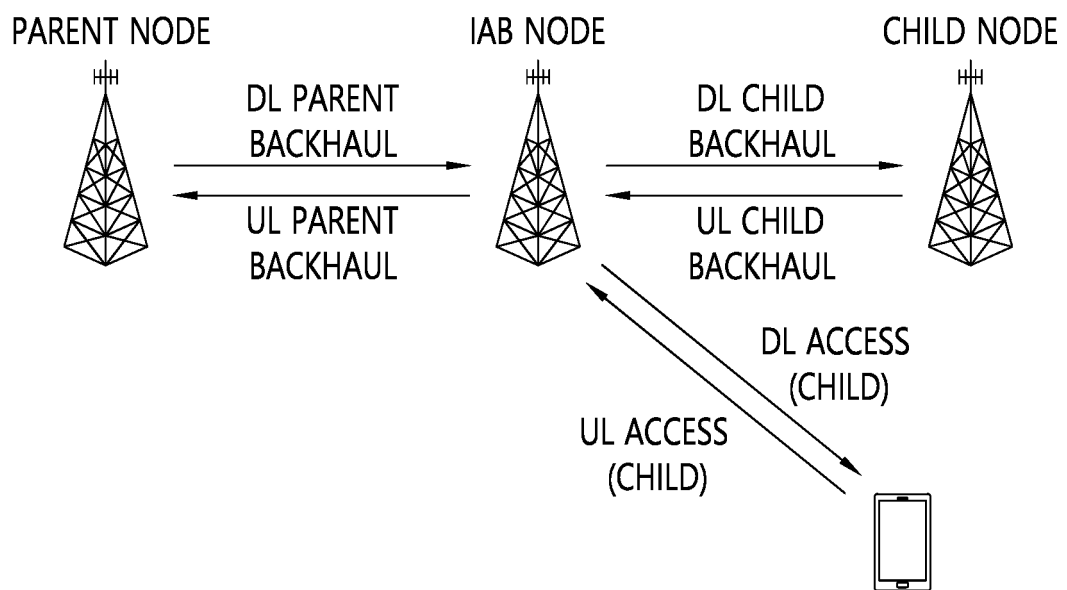 PARENT NODE
IAB NODE
CHILD NODE
DL PARENT
BACKHAUL
DL CHILD
BACKHAUL
UL PARENT
BACKHAUL
UL CHILD
BACKHAUL
DL ACCESS
(CHILD)
UL ACCESS
(CHILD)